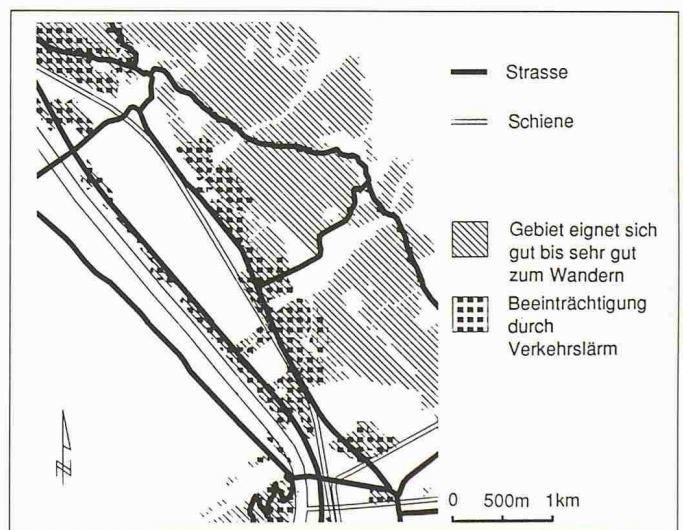 Strasse
Schiene
Gebiet eignet sich
gut bis sehr gut
zum Wandern
Beeinträchtigung
durch
Verkehrslärm
N
0 500m 1km